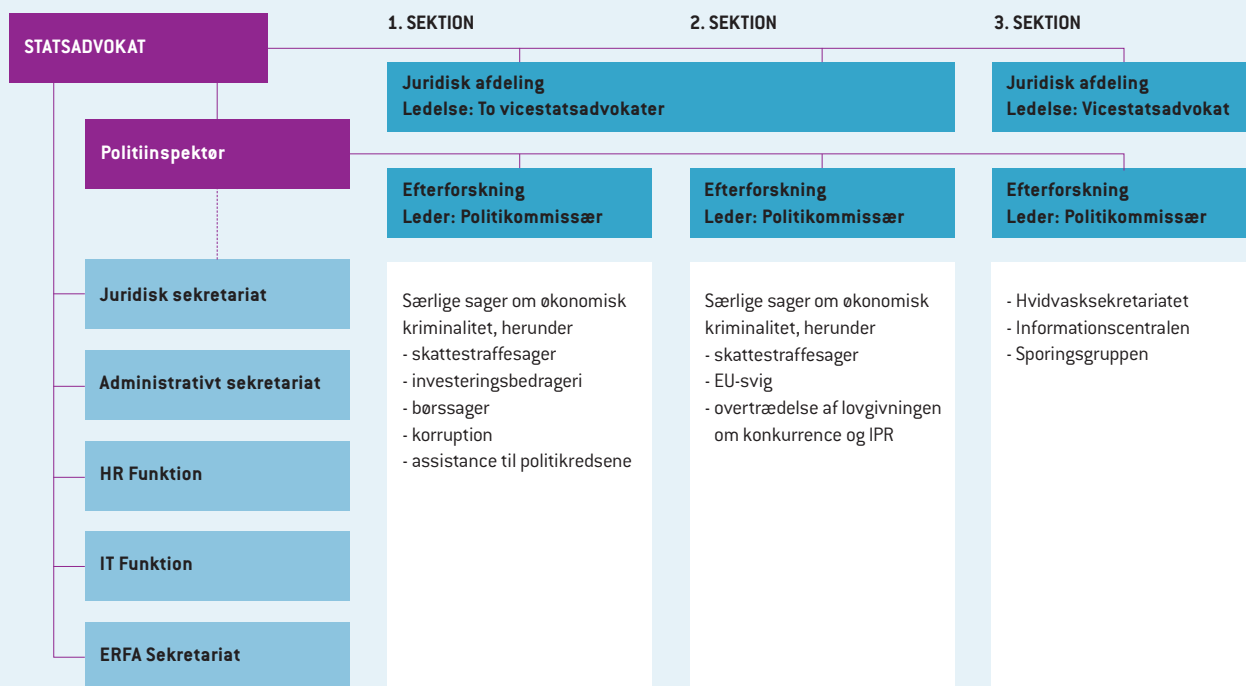 STATSADVOKAT
Politiinspektør
Juridisk sekretariat
Administrativt sekretariat
HR Funktion
IT Funktion
ERFA Sekretariat
1. SEKTION
2. SEKTION
3. SEKTION
Juridisk afdeling
Ledelse: To vicestatsadvokater
Juridisk afdeling
Ledelse: Vicestatsadvokat
Efterforskning
Leder: Politikommissær
Efterforskning
Leder: Politikommissær
Efterforskning
Leder: Politikommissær
Særlige sager om økonomisk
kriminalitet, herunder
- skattestraffesager
- investeringsbedrageri
- børssager
- korruption
- assistance til politikredsene
Særlige sager om økonomisk
kriminalitet, herunder
- skattestraffesager
- EU-svig
- overtrædelse af lovgivningen
om konkurrence og IPR
- Hvidvasksekretariatet
- Informationscentralen
- Sporingsgruppen